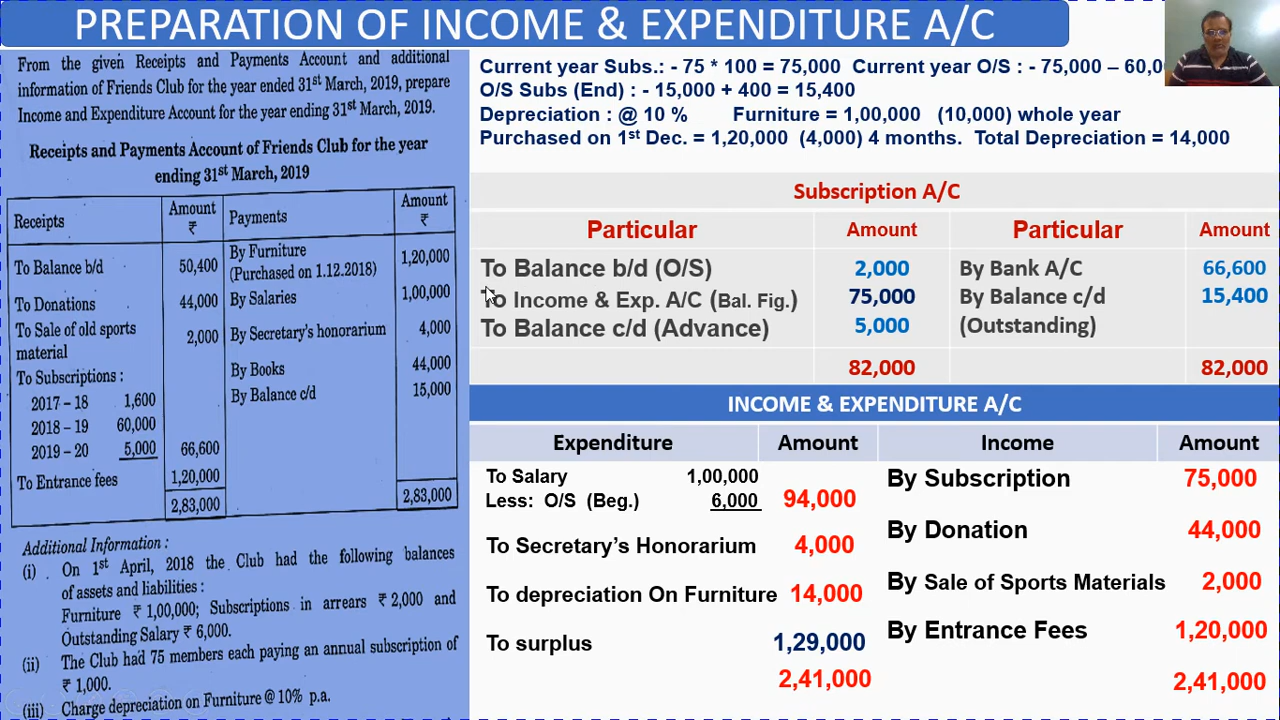 PREPARATION OF INCOME & EXPENDITURE A/C
From the given Receipts and Payments Account and additional
information of Friends Club for the year ended 31st March, 2019, prepare
Income and Expenditure Account for the year ending 31st March, 2019.
Receipts and Payments Account of Friends Club for the year
ending 31st March, 2019
Receipts Amount ₹ Payments Amount ₹
To Balance b/d 50,400 By Furniture (Purchased on 1.12.2018) 1,20,000
To Donations 44,000 By Salaries 1,00,000
To Sale of old sports material 2,000 By Secretary's honorarium 4,000
To Subscriptions : By Books 44,000
2017 – 18 1,600 By Balance c/d 15,000
2018 – 19 60,000
2019 – 20 5,000 66,600
To Entrance fees 1,20,000
2,83,000 2,83,000
Additional Information :
(i) On 1st April, 2018 the Club had the following balances
of assets and liabilities :
Furniture ₹ 1,00,000; Subscriptions in arrears ₹ 2,000 and
Outstanding Salary ₹ 6,000.
(ii) The Club had 75 members each paying an annual subscription of
₹ 1,000.
(iii) Charge depreciation on Furniture @ 10% p.a.
Current year Subs.: - 75 * 100 = 75,000 Current year O/S : - 75,000 – 60,00
O/S Subs (End) : - 15,000 + 400 = 15,400
Depreciation : @ 10 % Furniture = 1,00,000 (10,000) whole year
Purchased on 1st Dec. = 1,20,000 (4,000) 4 months. Total Depreciation = 14,000
Subscription A/C
Particular Amount Particular Amount
To Balance b/d (O/S) 2,000 By Bank A/C 66,600
To Income & Exp. A/C (Bal. Fig.) 75,000 By Balance c/d 15,400
To Balance c/d (Advance) 5,000 (Outstanding)
82,000 82,000
INCOME & EXPENDITURE A/C
Expenditure Amount Income Amount
To Salary 1,00,000 By Subscription 75,000
Less: O/S (Beg.) 6,000 94,000
By Donation 44,000
To Secretary's Honorarium 4,000
By Sale of Sports Materials 2,000
To depreciation On Furniture 14,000
By Entrance Fees 1,20,000
To surplus 1,29,000
2,41,000 2,41,000